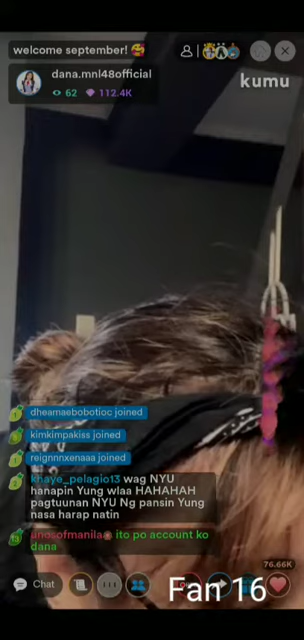 welcome september! 🥰
dana.mnl48official
62 112.4K
kumu
dheamaebobotioc joined
kimkimpakiss joined
reignnnxenaaa joined
khaye_pelagio13 wag NYU
hanapin Yung wlaa HAHAHAH
pagtuunan NYU Ng pansin Yung
nasa harap natin
unosofmanila ito po account ko
dana
76.66K
Chat
Fan 16